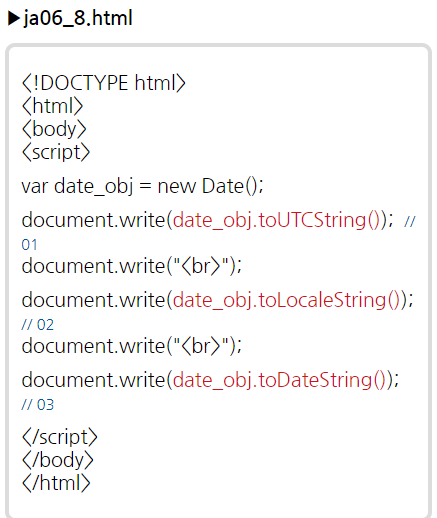 ▶ja06_8.html
<!DOCTYPE html>
<html>
<body>
<script>
var date_obj = new Date();
document.write(date_obj.toUTCString()); //
01
document.write("<br>");
document.write(date_obj.toLocaleString());
// 02
document.write("<br>");
document.write(date_obj.toDateString());
// 03
</script>
</body>
</html>